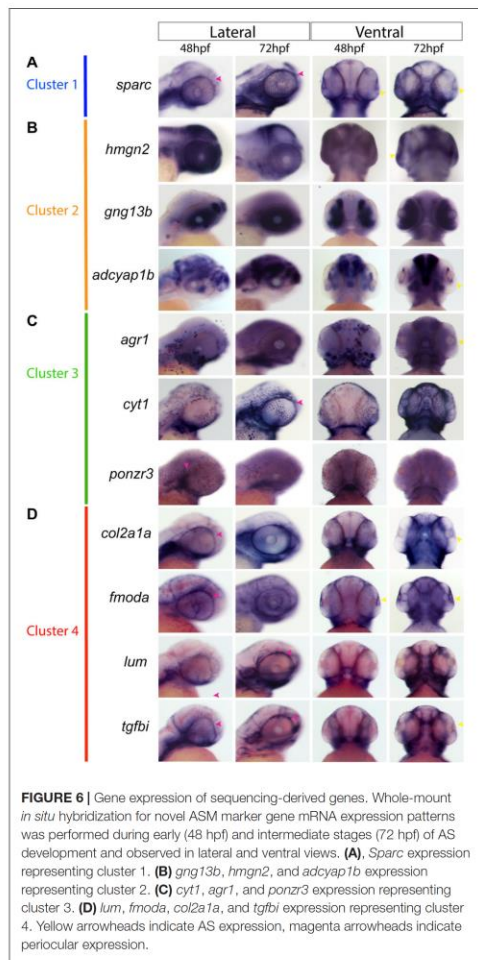 Lateral Ventral
48hpf 72hpf 48hpf 72hpf
A
Cluster 1
sparc
B
hmgn2
Cluster 2
gng13b
adcyap1b
C
agr1
Cluster 3
cyt1
ponzr3
D
col2a1a
fmoda
Cluster 4
lum
tgfbi
FIGURE 6 | Gene expression of sequencing-derived genes. Whole-mount
in situ hybridization for novel ASM marker gene mRNA expression patterns
was performed during early (48 hpf) and intermediate stages (72 hpf) of AS
development and observed in lateral and ventral views. (A), Sparc expression
representing cluster 1. (B) gng13b, hmgn2, and adcyap1b expression
representing cluster 2. (C) cyt1, agr1, and ponzr3 expression representing
cluster 3. (D) lum, fmoda, col2a1a, and tgfbi expression representing cluster
4. Yellow arrowheads indicate AS expression, magenta arrowheads indicate
periocular expression.